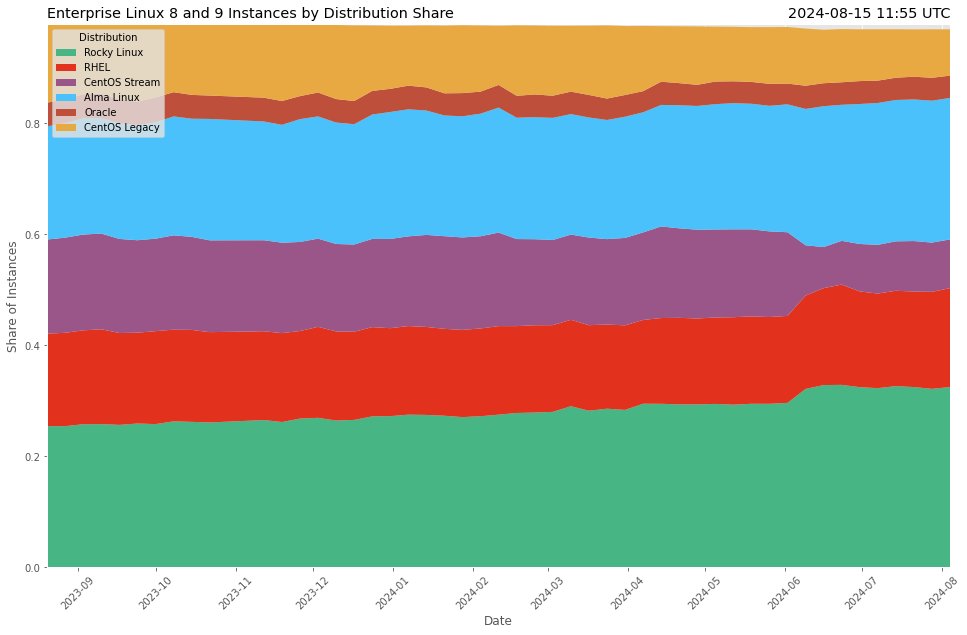 Enterprise Linux 8 and 9 Instances by Distribution Share
2024-08-15 11:55 UTC
Distribution
Rocky Linux
RHEL
CentOS Stream
Alma Linux
Oracle
CentOS Legacy
Share of Instances
0.8
0.6
0.4
0.2
0.0
2023-09
2023-10
2023-11
2023-12
2024-01
2024-02
2024-03
2024-04
2024-05
2024-06
2024-07
2024-08
Date